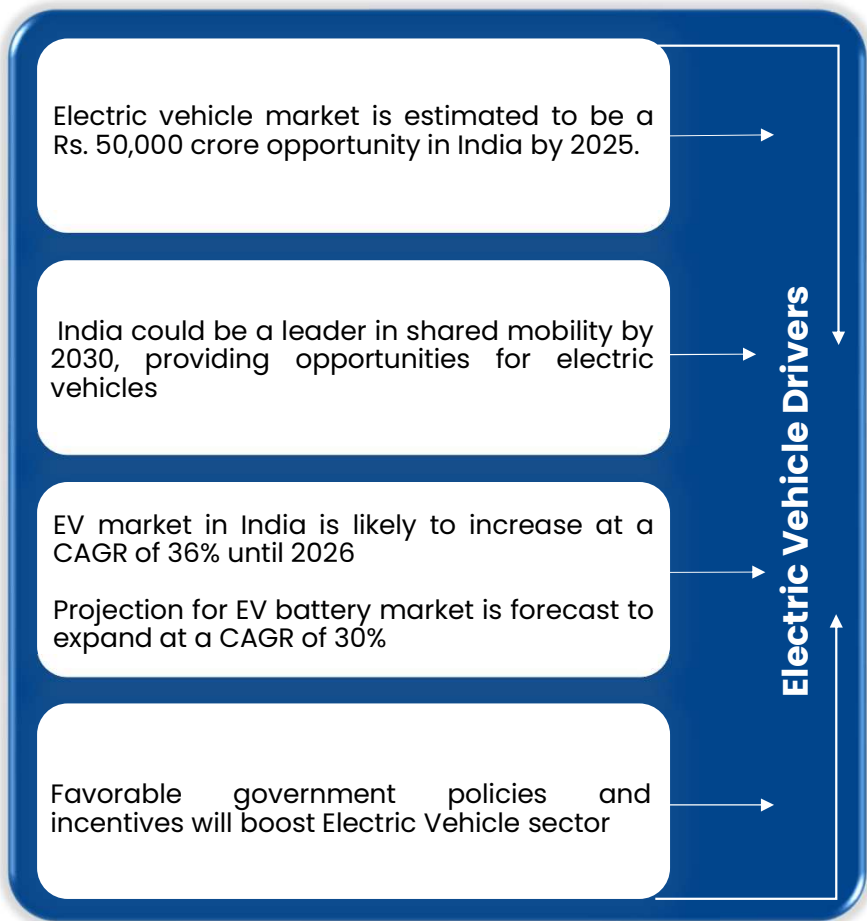 Electric vehicle market is estimated to be a
Rs. 50,000 crore opportunity in India by 2025.
India could be a leader in shared mobility by
2030, providing opportunities for electric
vehicles
EV market in India is likely to increase at a
CAGR of 36% until 2026
Projection for EV battery market is forecast to
expand at a CAGR of 30%
Favorable government policies and
incentives will boost Electric Vehicle sector
Electric Vehicle Drivers